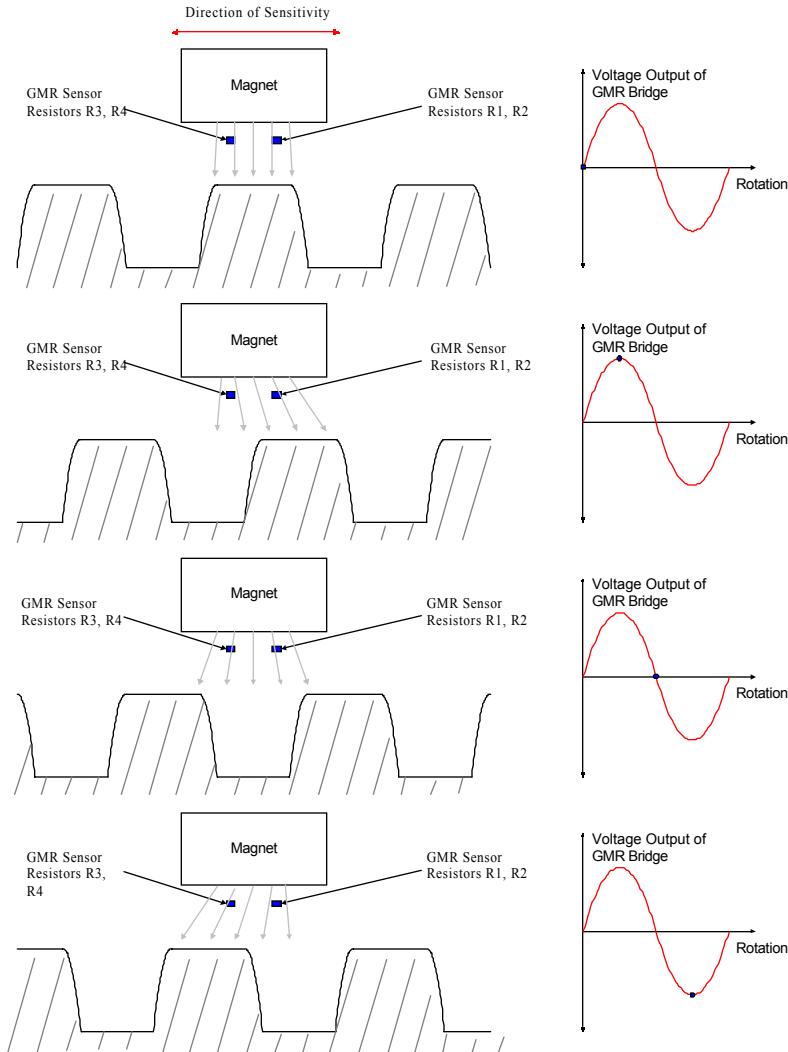 Direction of Sensitivity
Magnet
GMR Sensor
Resistors R3, R4
GMR Sensor
Resistors R1, R2
Voltage Output of
GMR Bridge
Rotation
Magnet
GMR Sensor
Resistors R3, R4
GMR Sensor
Resistors R1, R2
Voltage Output of
GMR Bridge
Rotation
Magnet
GMR Sensor
Resistors R3, R4
GMR Sensor
Resistors R1, R2
Voltage Output of
GMR Bridge
Rotation
Magnet
GMR Sensor
Resistors R3,
R4
GMR Sensor
Resistors R1, R2
Voltage Output of
GMR Bridge
Rotation